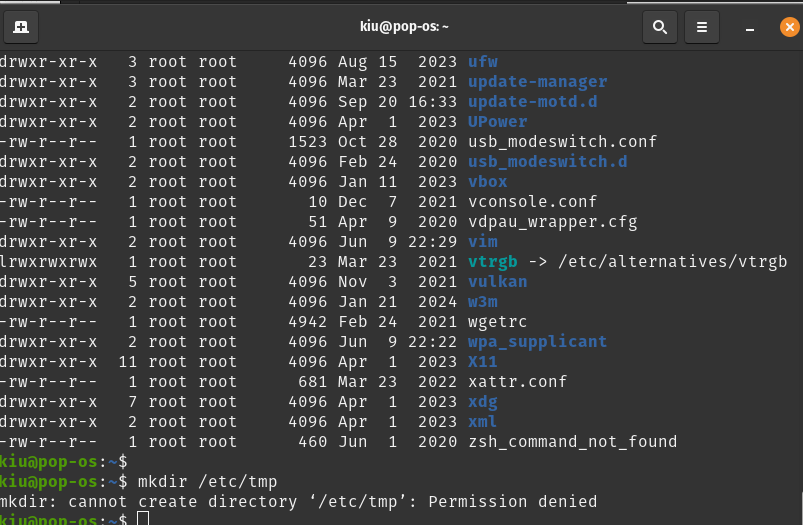 kiu@pop-os: ~
drwxr-xr-x 3 root root 4096 Aug 15 2023 ufw
drwxr-xr-x 3 root root 4096 Mar 23 2021 update-manager
drwxr-xr-x 2 root root 4096 Sep 20 16:33 update-motd.d
drwxr-xr-x 2 root root 4096 Apr 1 2023 UPower
-rw-r--r-- 1 root root 1523 Oct 28 2020 usb_modeswitch.conf
drwxr-xr-x 2 root root 4096 Feb 24 2020 usb_modeswitch.d
drwxr-xr-x 2 root root 4096 Jan 11 2023 vbox
-rw-r--r-- 1 root root 10 Dec 7 2021 vconsole.conf
-rw-r--r-- 1 root root 51 Apr 9 2020 vdpau_wrapper.cfg
drwxr-xr-x 2 root root 4096 Jun 9 22:29 vim
lrwxrwxrwx 1 root root 23 Mar 23 2021 vtrgb -> /etc/alternatives/vtrgb
drwxr-xr-x 5 root root 4096 Nov 3 2021 vulkan
drwxr-xr-x 2 root root 4096 Jan 21 2024 w3m
-rw-r--r-- 1 root root 4942 Feb 24 2021 wgetrc
drwxr-xr-x 2 root root 4096 Jun 9 22:22 wpa_supplicant
drwxr-xr-x 11 root root 4096 Apr 1 2023 X11
-rw-r--r-- 1 root root 681 Mar 23 2022 xattr.conf
drwxr-xr-x 7 root root 4096 Apr 1 2023 xdg
drwxr-xr-x 2 root root 4096 Apr 1 2023 xml
-rw-r--r-- 1 root root 460 Jun 1 2020 zsh_command_not_found
kiu@pop-os:~$
kiu@pop-os:~$ mkdir /etc/tmp
mkdir: cannot create directory ‘/etc/tmp’: Permission denied
kiu@pop-os:~$